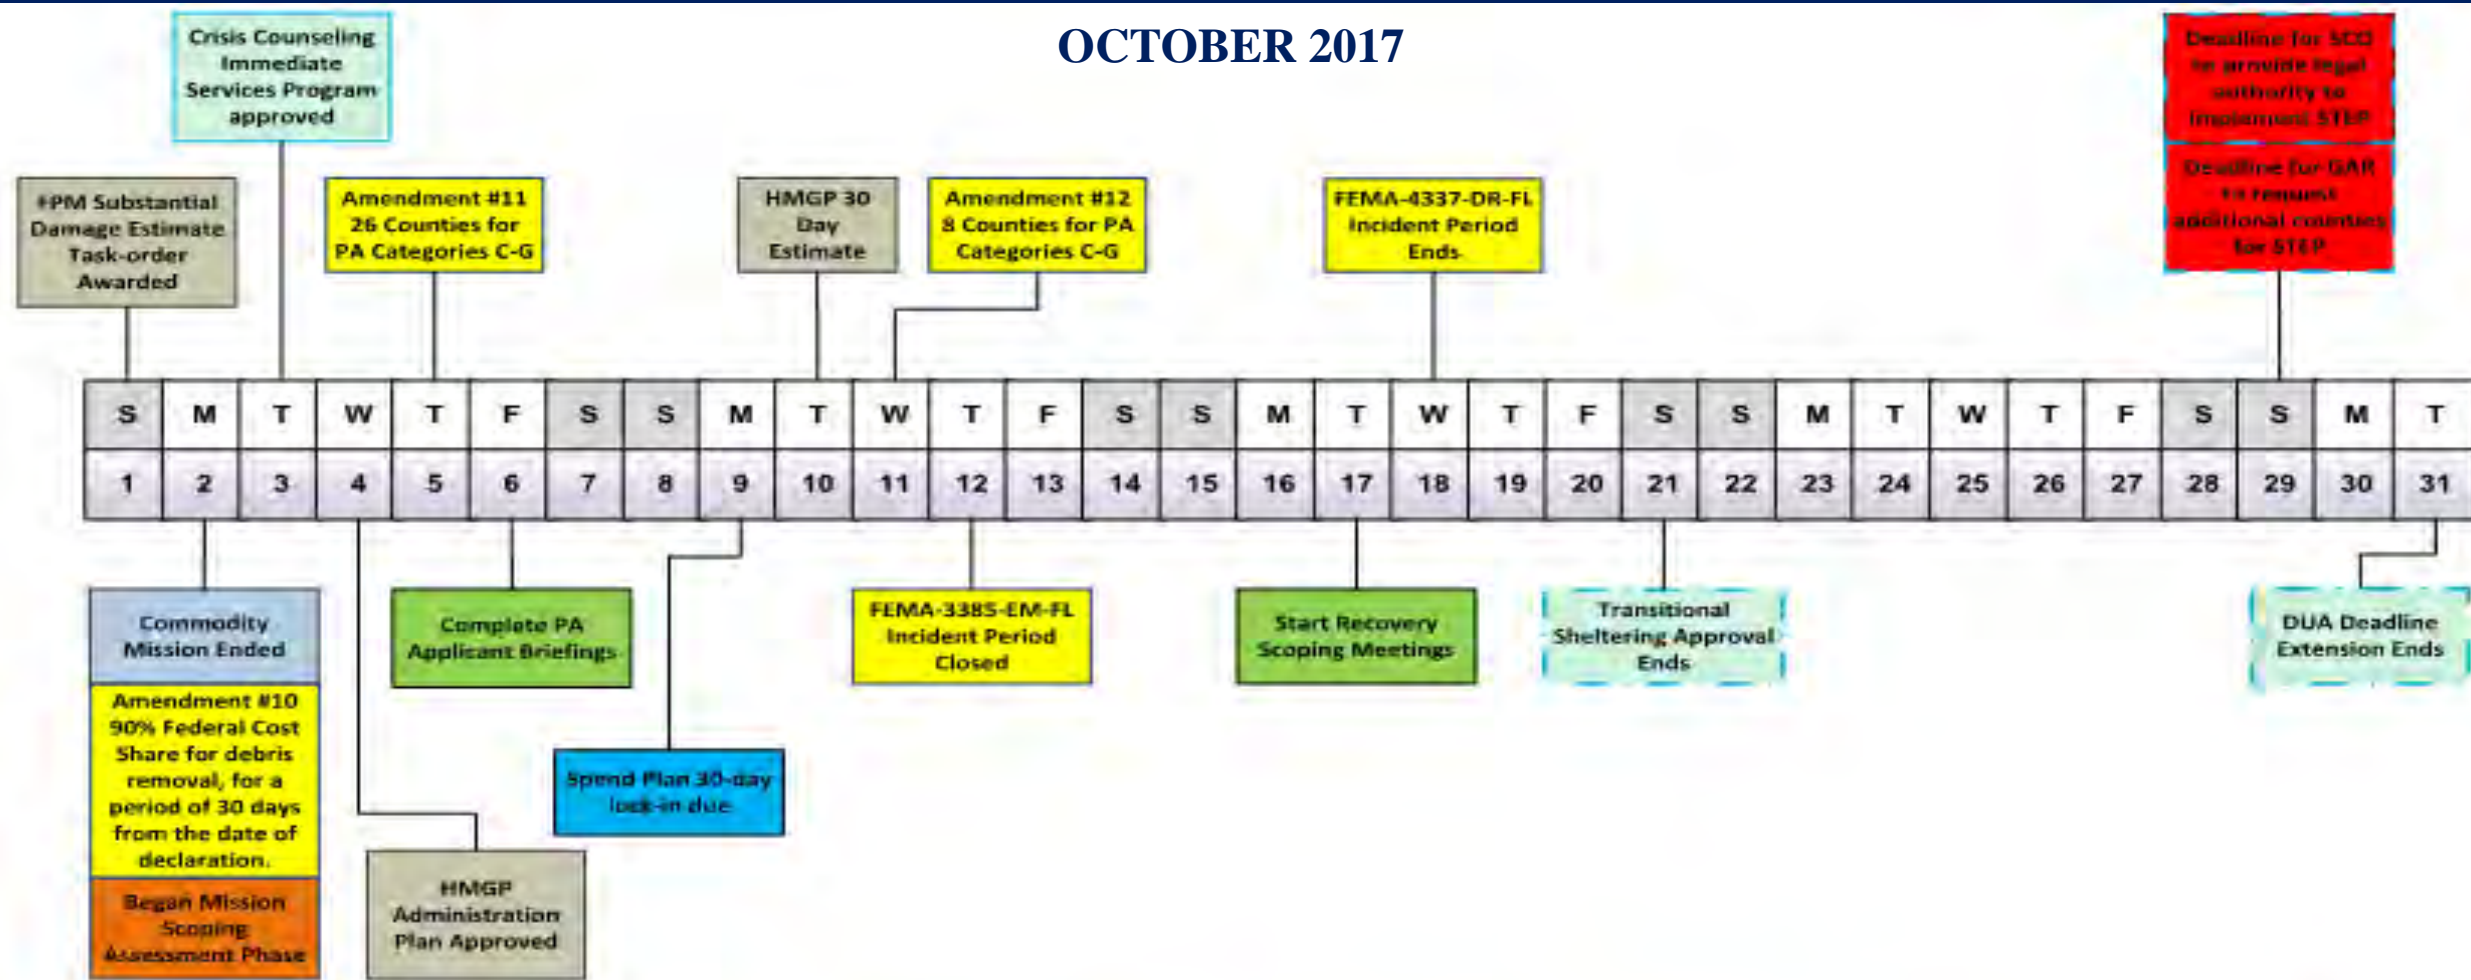 OCTOBER 2017
Crisis Counseling
Immediate
Services Program
approved
Deadline for SCO
to provide legal
authority to
implement STEP
Deadline for GAR
to request
additional counties
for STEP
FPM Substantial
Damage Estimate
Task-order
Awarded
Amendment #11
26 Counties for
PA Categories C-G
HMGP 30
Day
Estimate
Amendment #12
8 Counties for PA
Categories C-G
FEMA-4337-DR-FL
Incident Period
Ends
S M T W T F S S M T W T F S S M T W T F S S M T W T F S S M T
1 2 3 4 5 6 7 8 9 10 11 12 13 14 15 16 17 18 19 20 21 22 23 24 25 26 27 28 29 30 31
Commodity
Mission Ended
Amendment #10
90% Federal Cost
Share for debris
removal, for a
period of 30 days
from the date of
declaration.
Began Mission
Scoping
Assessment Phase
HMGP
Administration
Plan Approved
Complete PA
Applicant Briefings
Spend Plan 30-day
lock-in due
FEMA-3385-EM-FL
Incident Period
Closed
Start Recovery
Scoping Meetings
Transitional
Sheltering Approval
Ends
DUA Deadline
Extension Ends